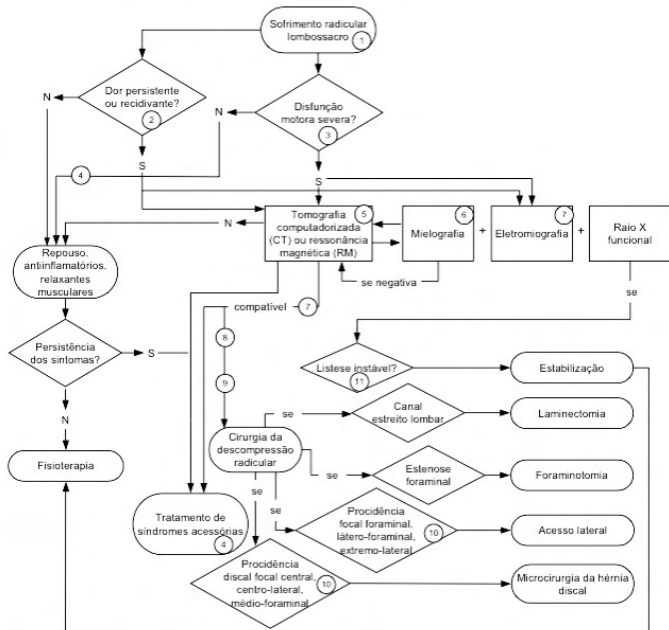 Sofrimento radicular
lombossacro
1
Dor persistente
ou recidivante?
2
N
Disfunção
motora severa?
3
N
4
S
S
Tomografia
computadorizada
(CT) ou ressonância
magnética (RM)
5
6
Mielografia
+
7
Eletromiografia
+
Raio X
funcional
N
Repouso,
antiinflamatórios,
relaxantes
musculares
se negativa
se
compatível
7
8
9
Persistência
dos sintomas?
S
N
Listese instável?
11
Estabilização
Canal
estreito lombar
se
Laminectomia
Cirurgia da
descompressão
radicular
se
Estenose
foraminal
Foraminotomia
Fisioterapia
se
se
Procidência
focal foraminal,
látero-foraminal,
extremo-lateral
10
Acesso lateral
Tratamento de
síndromes acessórias
4
Procidência
discal focal central,
centro-lateral,
médio-foraminal
10
Microcirurgia da hérnia
discal